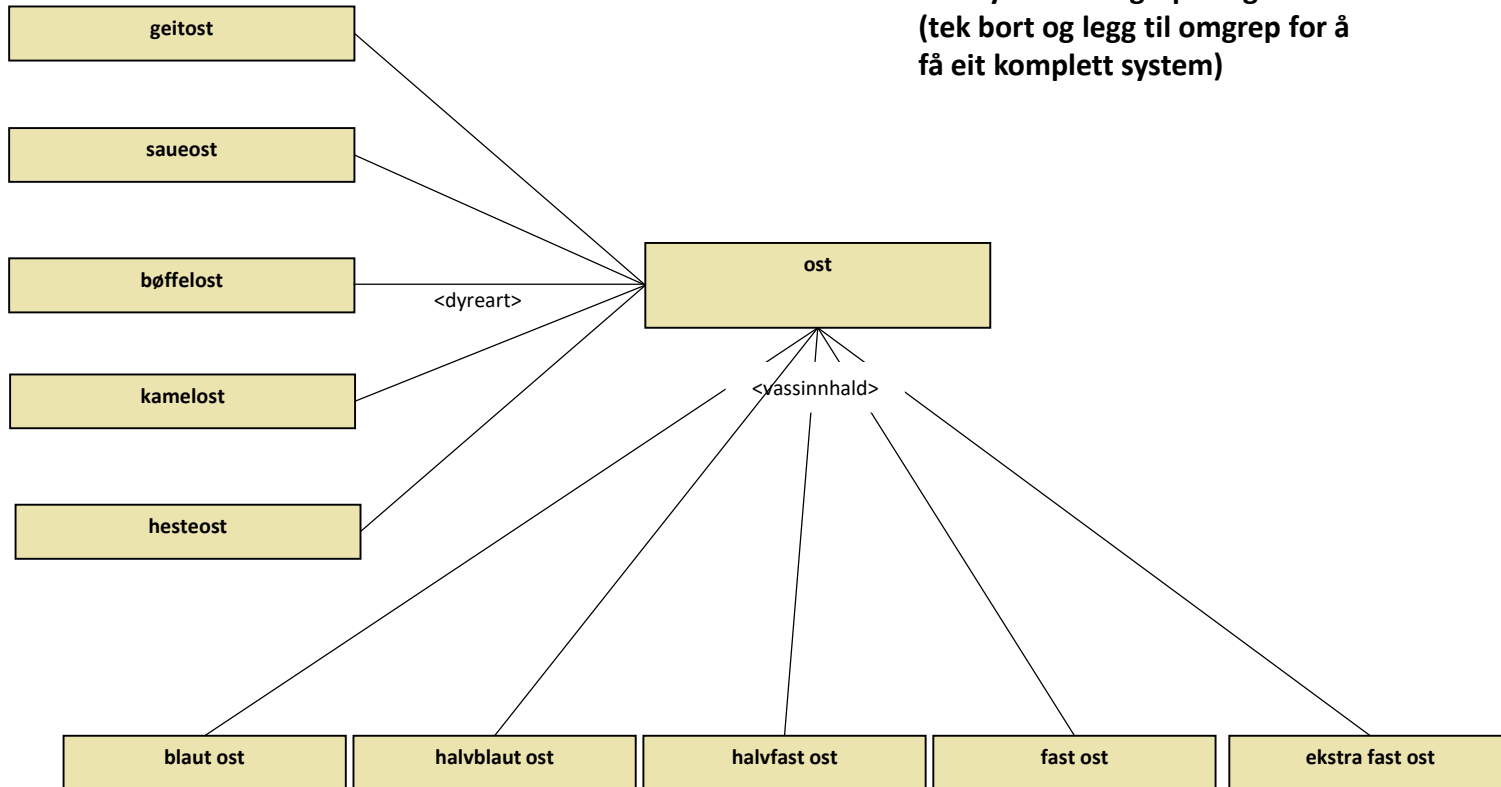 (tek bort og legg til omgrep for å
få eit komplett system)
geitost
saueost
bøffelost
kamelost
hesteost
<dyreart>
ost
<vassinnhald>
blaut ost
halvblaut ost
halvfast ost
fast ost
ekstra fast ost